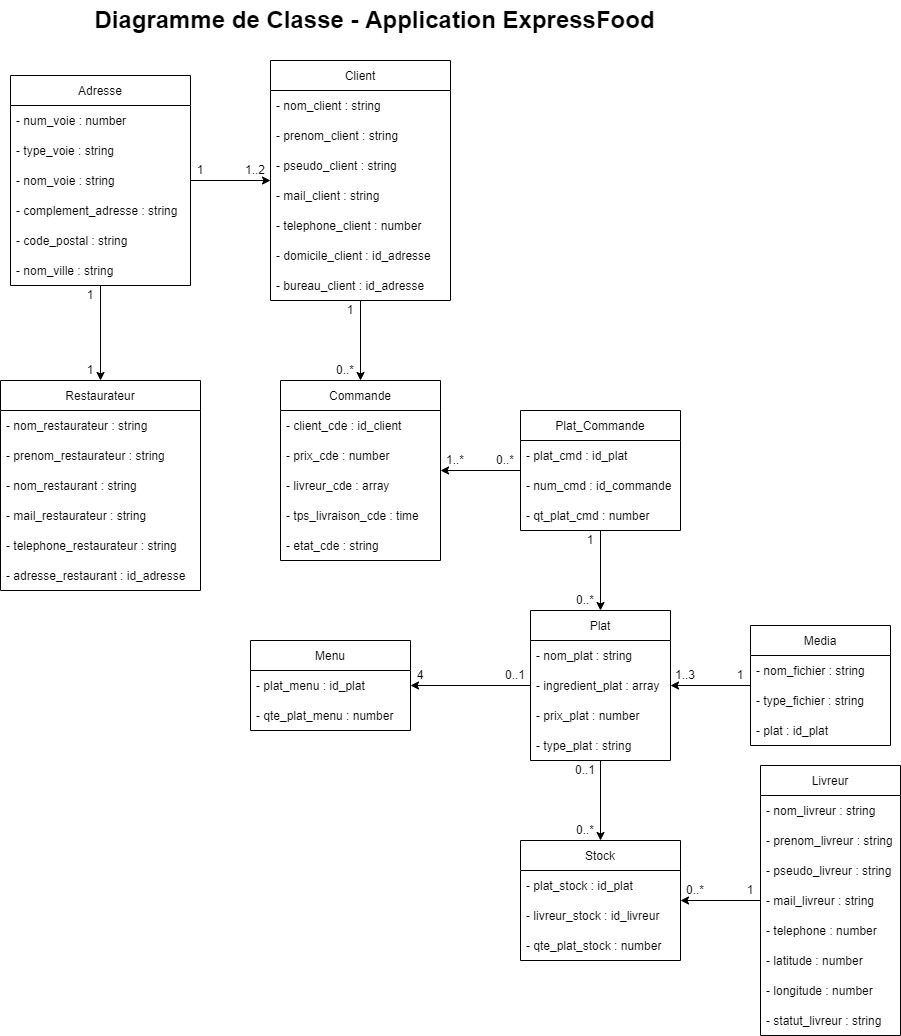 Diagramme de Classe - Application ExpressFood
Adresse
- num_voie : number
- type_voie : string
- nom_voie : string
- complement_adresse : string
- code_postal : string
- nom_ville : string
1
1..2
Client
- nom_client : string
- prenom_client : string
- pseudo_client : string
- mail_client : string
- telephone_client : number
- domicile_client : id_adresse
- bureau_client : id_adresse
1
1
Restaurateur
- nom_restaurateur : string
- prenom_restaurateur : string
- nom_restaurant : string
- mail_restaurateur : string
- telephone_restaurateur : string
- adresse_restaurant : id_adresse
1
0..*
Commande
- client_cde : id_client
- prix_cde : number
- livreur_cde : array
- tps_livraison_cde : time
- etat_cde : string
1..*
0..*
Plat_Commande
- plat_cmd : id_plat
- num_cmd : id_commande
- qt_plat_cmd : number
1
0..*
Menu
- plat_menu : id_plat
- qte_plat_menu : number
4
0..1
Plat
- nom_plat : string
- ingredient_plat : array
- prix_plat : number
- type_plat : string
1..3
1
Media
- nom_fichier : string
- type_fichier : string
- plat : id_plat
0..1
0..*
Stock
- plat_stock : id_plat
- livreur_stock : id_livreur
- qte_plat_stock : number
0..*
1
Livreur
- nom_livreur : string
- prenom_livreur : string
- pseudo_livreur : string
- mail_livreur : string
- telephone : number
- latitude : number
- longitude : number
- statut_livreur : string